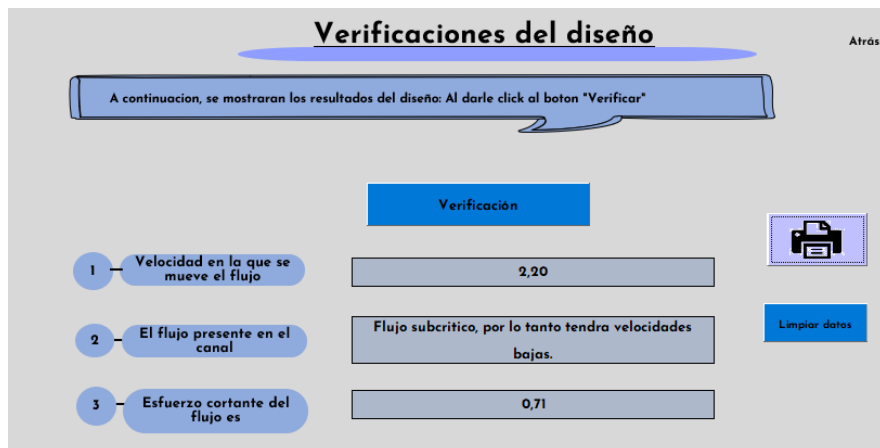 Verificaciones del diseño
Atrás
A continuacion, se mostraran los resultados del diseño: Al darle click al boton "Verificar"
Verificación
1
Velocidad en la que se
mueve el flujo
2,20
2
El flujo presente en el
canal
Flujo subcritico, por lo tanto tendra velocidades
bajas.
Limpiar datos
3
Esfuerzo cortante del
flujo es
0,71